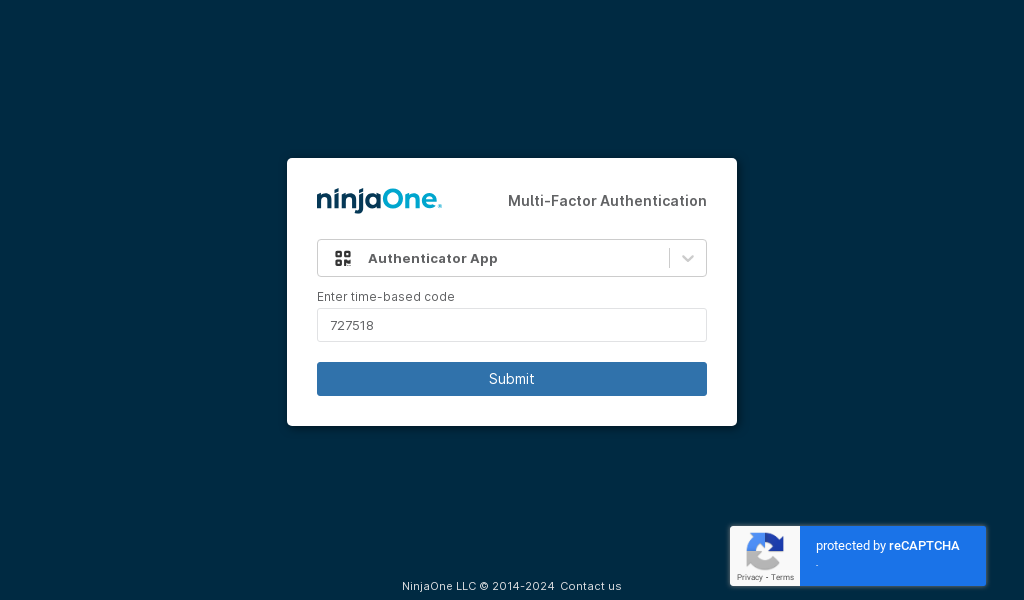 ninjaOne.
Multi-Factor Authentication
Authenticator App
Enter time-based code
727518
Submit
protected by reCAPTCHA
Privacy - Terms
NinjaOne LLC © 2014-2024 Contact us